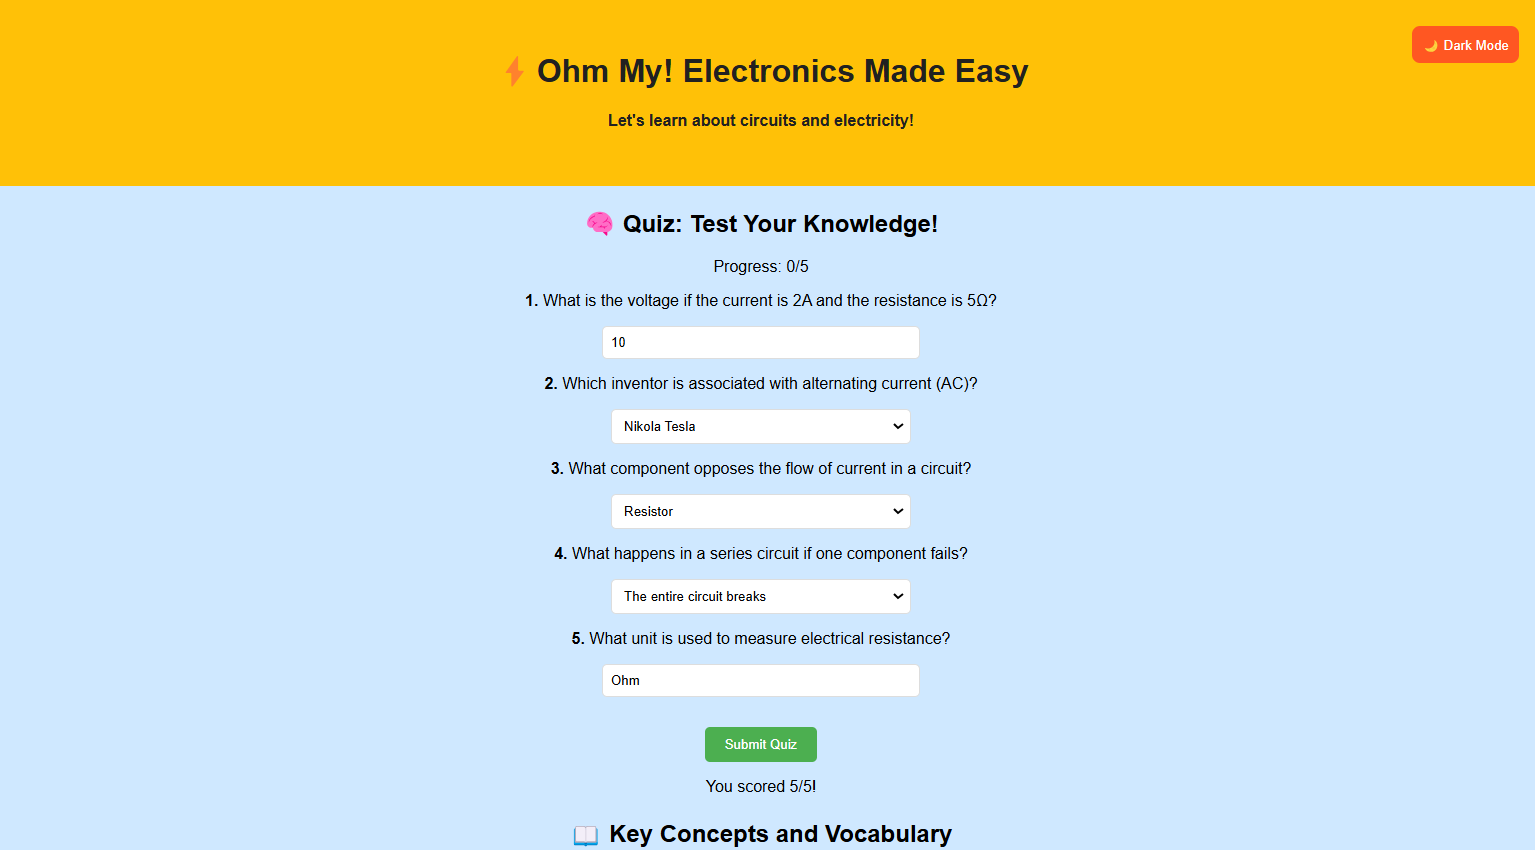 🌙 Dark Mode
⚡ Ohm My! Electronics Made Easy
Let's learn about circuits and electricity!
🧠 Quiz: Test Your Knowledge!
Progress: 0/5
1. What is the voltage if the current is 2A and the resistance is 5Ω?
10
2. Which inventor is associated with alternating current (AC)?
Nikola Tesla
3. What component opposes the flow of current in a circuit?
Resistor
4. What happens in a series circuit if one component fails?
The entire circuit breaks
5. What unit is used to measure electrical resistance?
Ohm
Submit Quiz
You scored 5/5!
📖 Key Concepts and Vocabulary